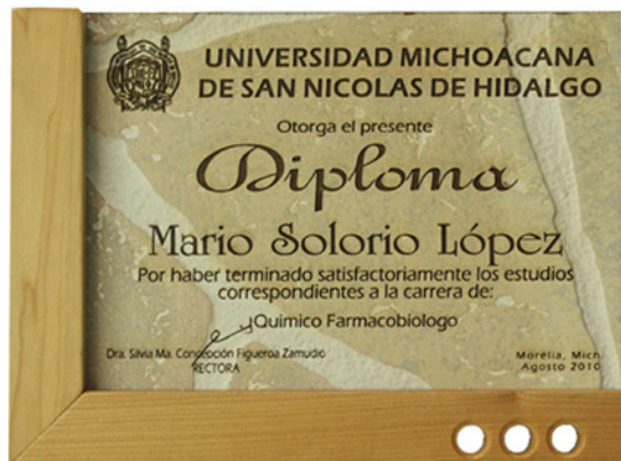 UNIVERSIDAD MICHOACANA
DE SAN NICOLAS DE HIDALGO
Otorga el presente
Diploma
Mario Solorio López
Por haber terminado satisfactoriamente los estudios
correspondientes a la carrera de:
Quimico Farmacobiologo
Dra. Silvia Ma. Concepción Figueroa Zamudio
RECTORA
Morelia, Mich.
Agosto 2010